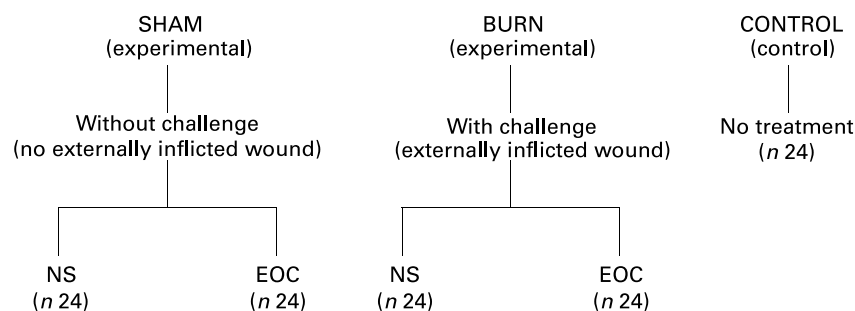 SHAM
(experimental)
Without challenge
(no externally inflicted wound)
NS
(n 24)
EOC
(n 24)
BURN
(experimental)
With challenge
(externally inflicted wound)
NS
(n 24)
EOC
(n 24)
CONTROL
(control)
No treatment
(n 24)